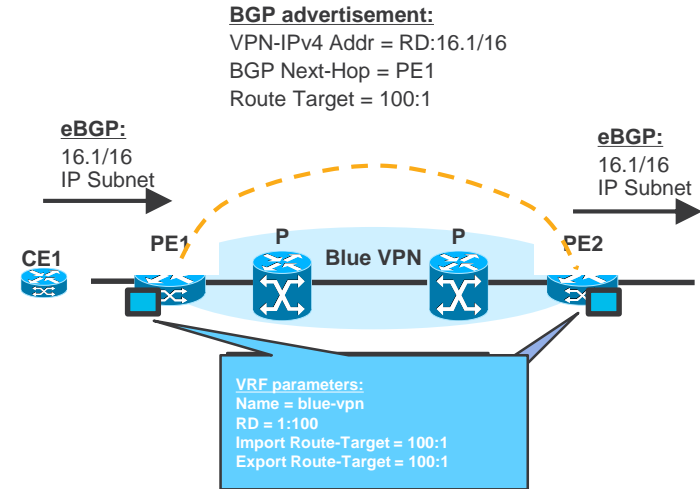 BGP advertisement:
VPN-IPv4 Addr = RD:16.1/16
BGP Next-Hop = PE1
Route Target = 100:1
eBGP:
16.1/16
IP Subnet
eBGP:
16.1/16
IP Subnet
CE1
PE1
P
Blue VPN
P
PE2
VRF parameters:
Name = blue-vpn
RD = 1:100
Import Route-Target = 100:1
Export Route-Target = 100:1